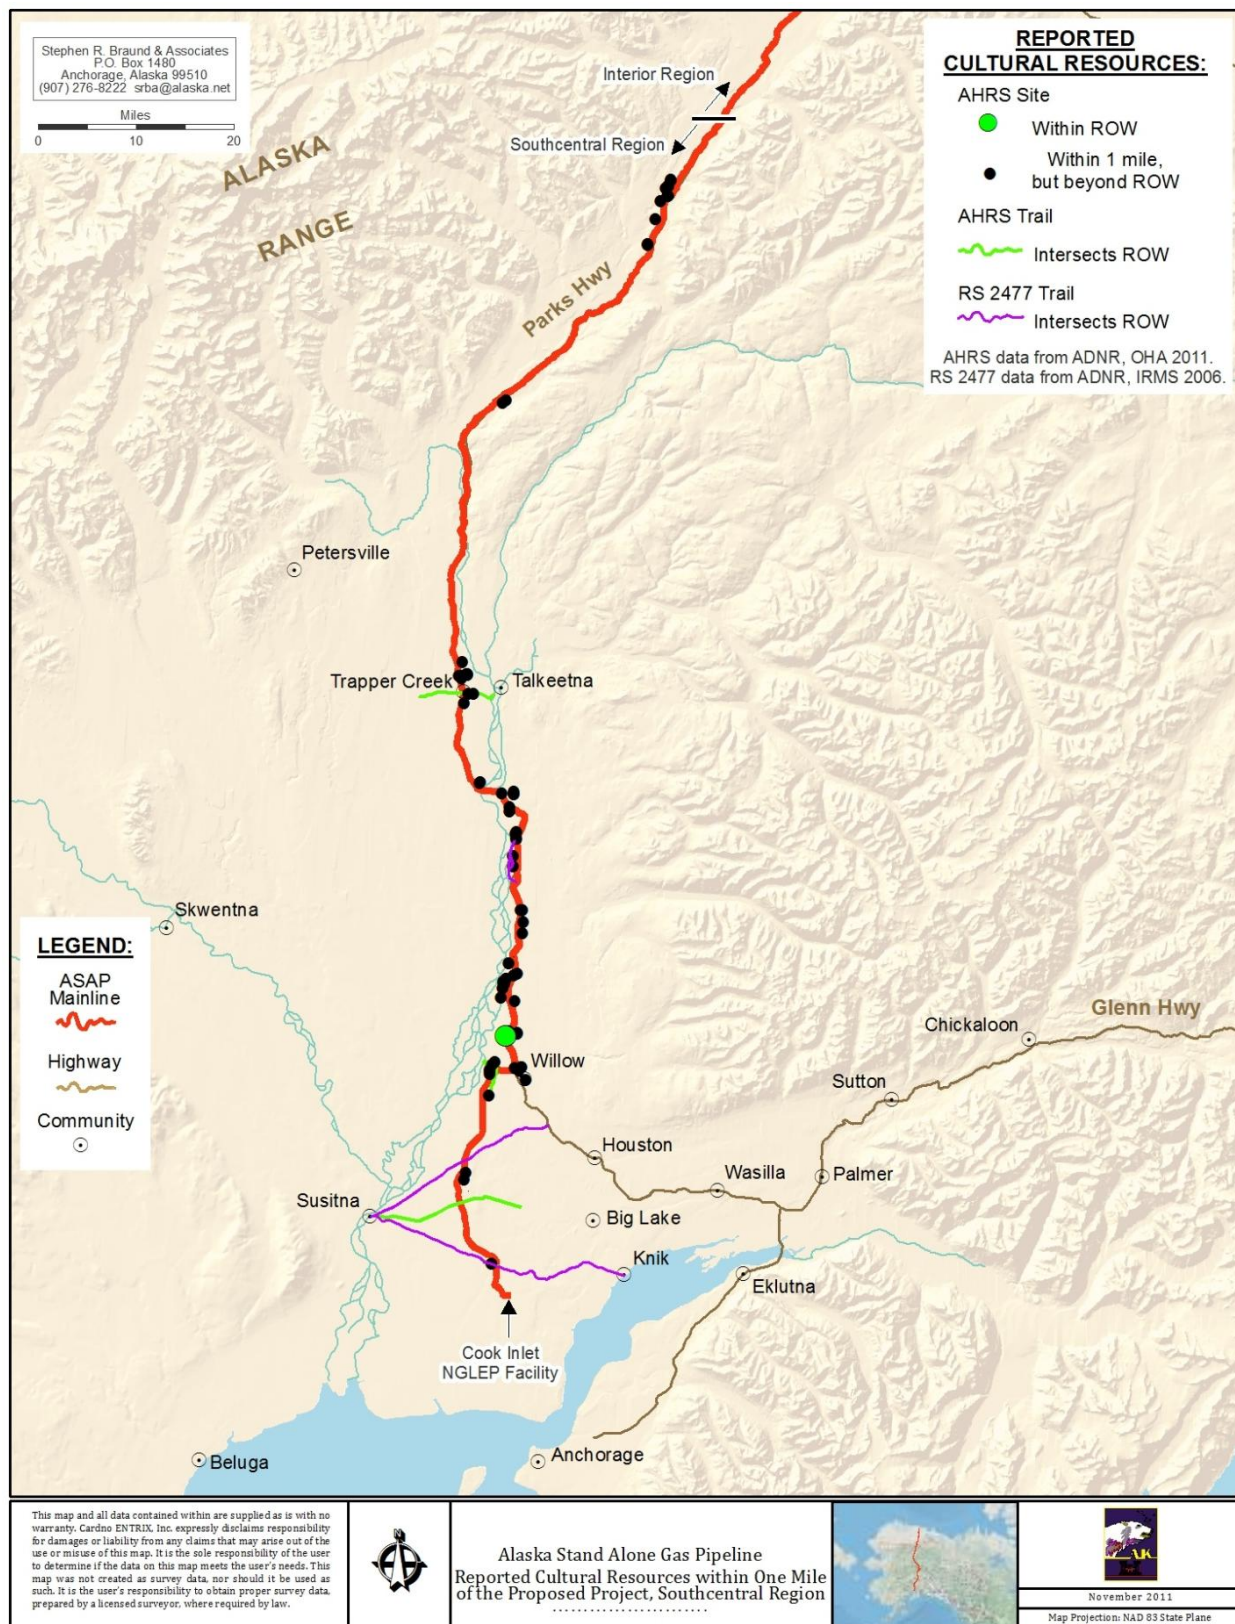 Stephen R. Braund & Associates
P.O. Box 1480
Anchorage, Alaska 99510
(907) 276-8222 srba@alaska.net
Miles
0 10 20
ALASKA
RANGE
Interior Region
Southcentral Region
Parks Hwy
REPORTED
CULTURAL RESOURCES:
AHRS Site
Within ROW
Within 1 mile,
but beyond ROW
AHRS Trail
Intersects ROW
RS 2477 Trail
Intersects ROW
AHRS data from ADNR, OHA 2011.
RS 2477 data from ADNR, IRMS 2006.
Petersville
Trapper Creek
Talkeetna
Skwentna
LEGEND:
ASAP
Mainline
Highway
Community
Glenn Hwy
Chickaloon
Willow
Sutton
Houston
Wasilla
Palmer
Susitna
Big Lake
Knik
Eklutna
Cook Inlet
NGLEP Facility
Beluga
Anchorage
This map and all data contained within are supplied as is with no
warranty. Cardno ENTRIX, Inc. expressly disclaims responsibility
for damages or liability from any claims that may arise out of the
use or misuse of this map. It is the sole responsibility of the user
to determine if the data on this map meets the user's needs. This
map was not created as survey data, nor should it be used as
such. It is the user's responsibility to obtain proper survey data,
prepared by a licensed surveyor, where required by law.
Alaska Stand Alone Gas Pipeline
Reported Cultural Resources within One Mile
of the Proposed Project, Southcentral Region
AK
November 2011
Map Projection: NAD 83 State Plane